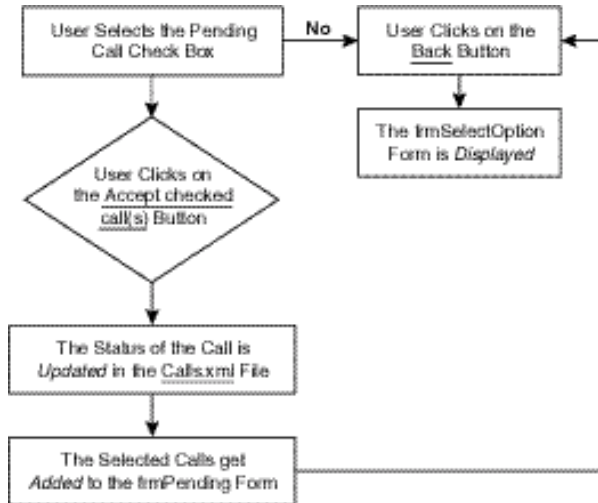 User Selects the Pending
Call Check Box
No
User Clicks on the
Back Button
The frmSelectOption
Form is Displayed
User Clicks on
the Accept checked
call(s) Button
The Status of the Call is
Updated in the Calls.xml File
The Selected Calls get
Added to the frmPending Form